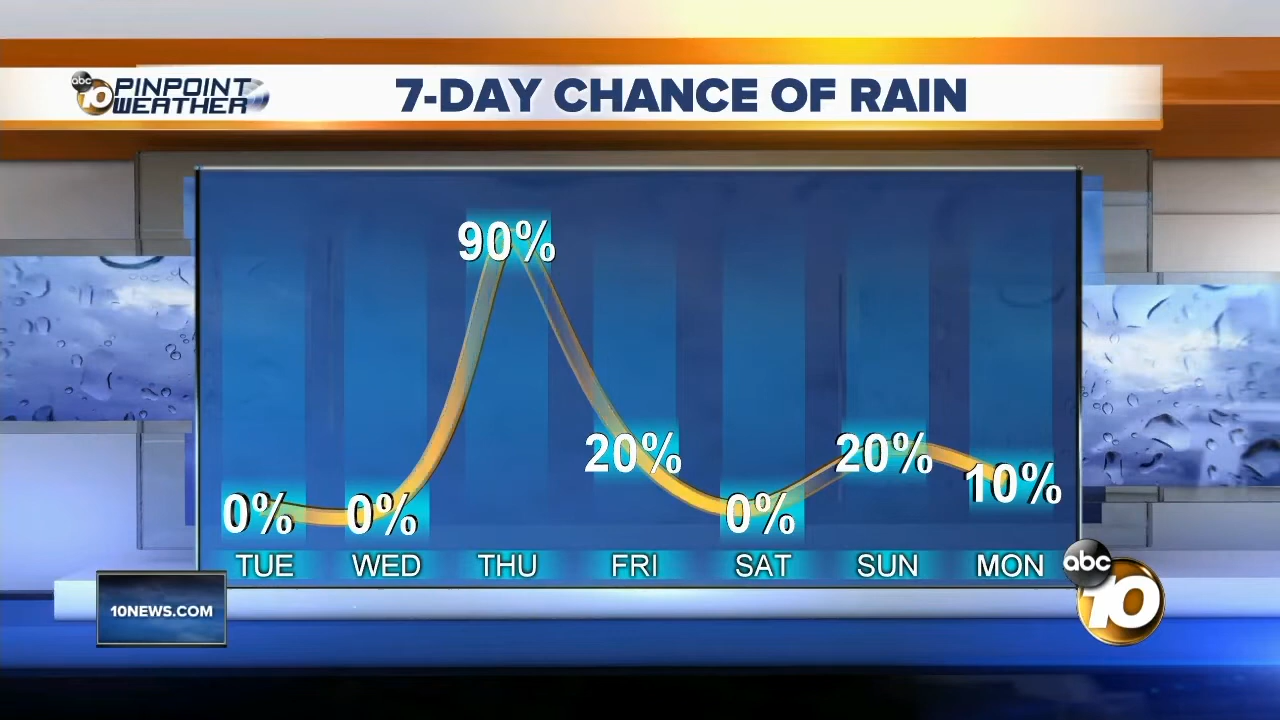 abc 10 PINPOINT WEATHER
7-DAY CHANCE OF RAIN
90%
20%
20%
10%
0%
0%
0%
TUE WED THU FRI SAT SUN MON
abc 10
10NEWS.COM